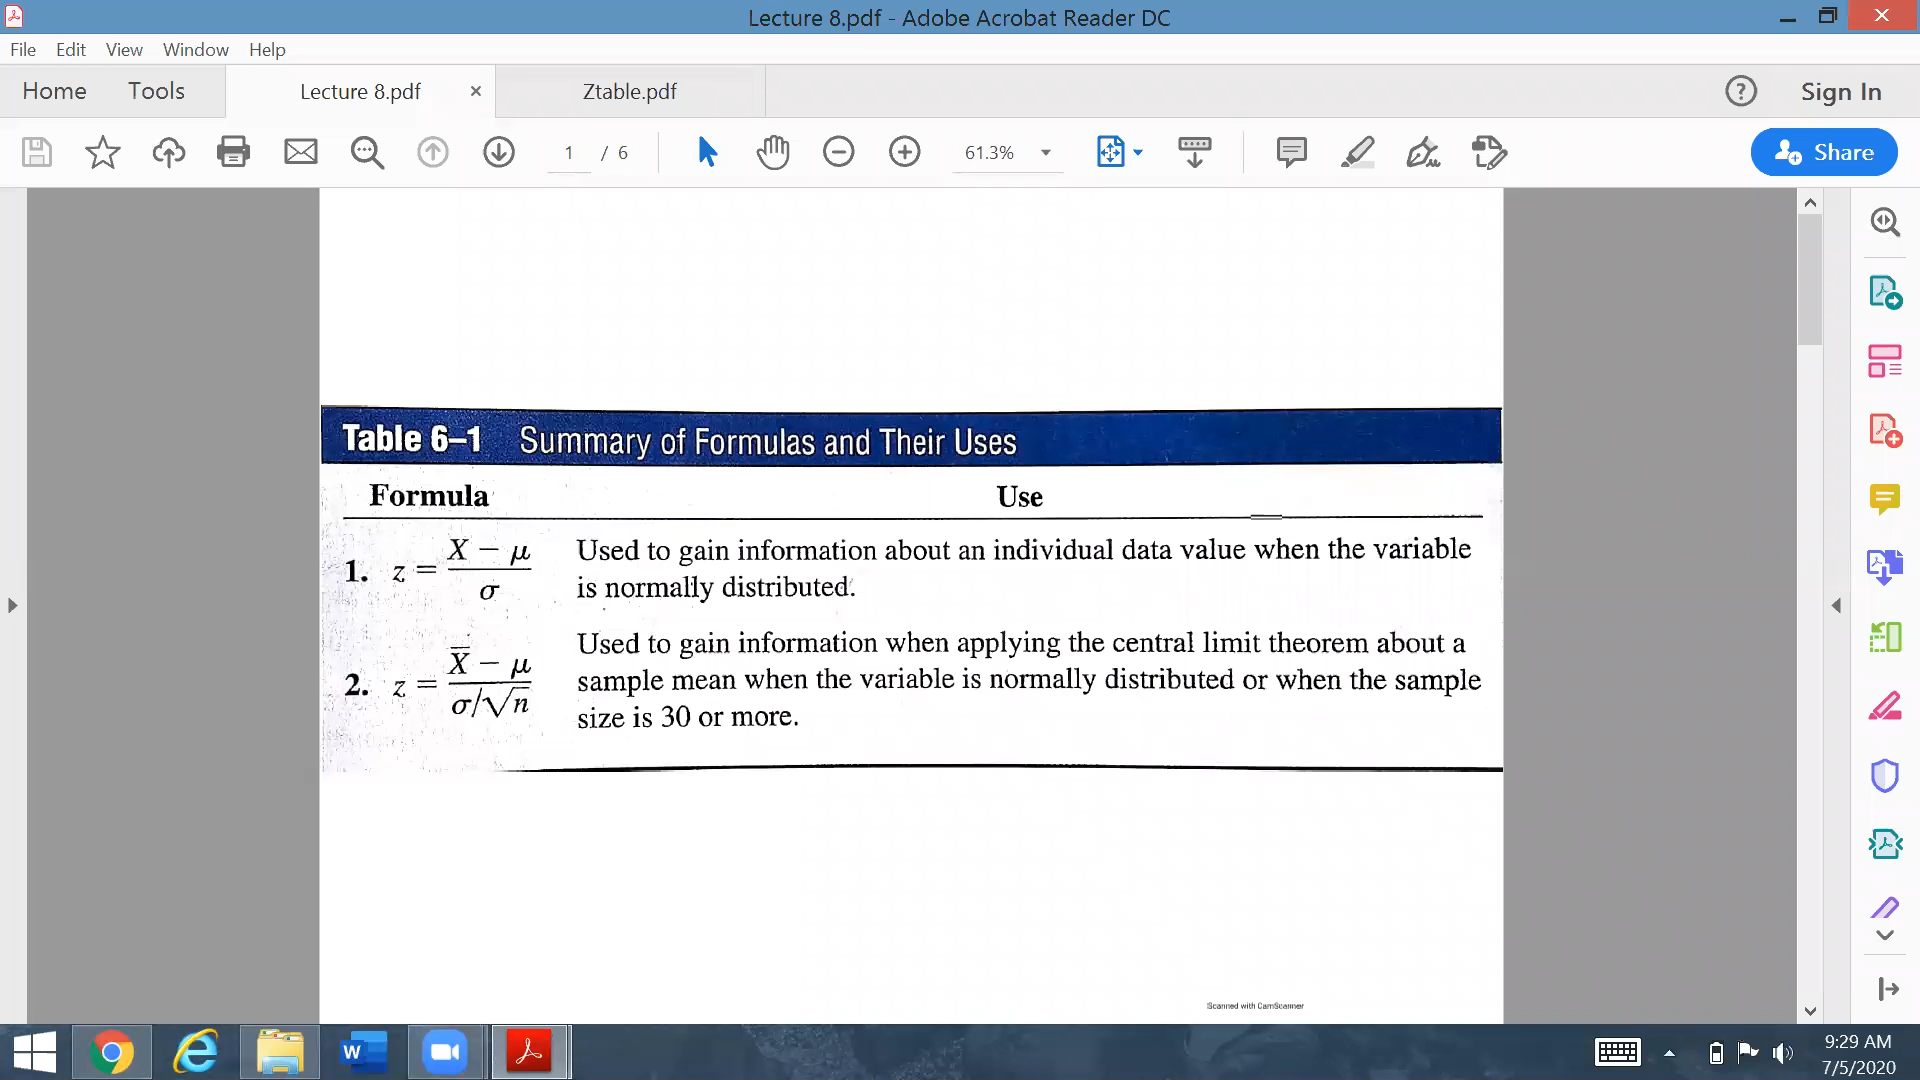 Lecture 8.pdf - Adobe Acrobat Reader DC
File Edit View Window Help
Home Tools Lecture 8.pdf × Ztable.pdf ? Sign In
1 / 6 61.3% Share
Table 6–1 Summary of Formulas and Their Uses
Formula Use
1. z = (X − μ) / σ Used to gain information about an individual data value when the variable
is normally distributed.
2. z = (X̄ − μ) / (σ/√n) Used to gain information when applying the central limit theorem about a
sample mean when the variable is normally distributed or when the sample
size is 30 or more.
Scanned with CamScanner
9:29 AM
7/5/2020